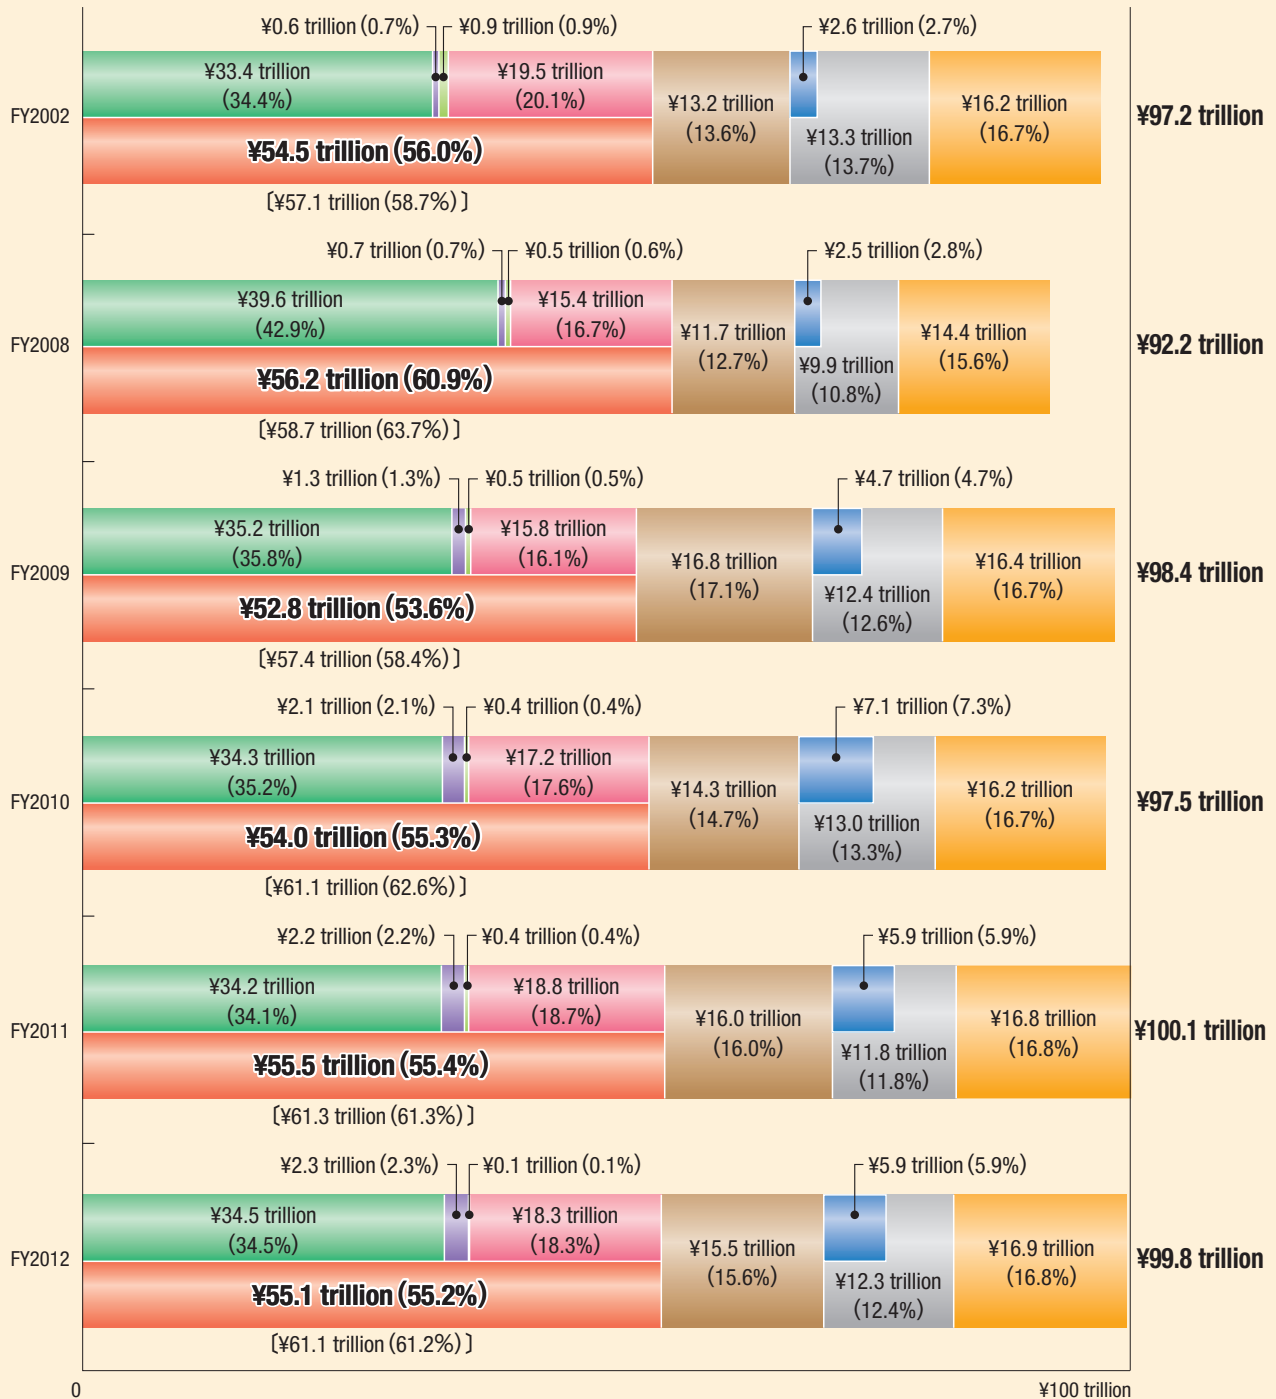 ¥0.6 trillion (0.7%) ¥0.9 trillion (0.9%) ¥2.6 trillion (2.7%)
¥33.4 trillion
(34.4%)
¥19.5 trillion
(20.1%)
¥13.2 trillion
(13.6%)
¥13.3 trillion
(13.7%)
¥16.2 trillion
(16.7%)
FY2002
¥97.2 trillion
¥54.5 trillion (56.0%)
〔¥57.1 trillion (58.7%)〕
¥0.7 trillion (0.7%) ¥0.5 trillion (0.6%) ¥2.5 trillion (2.8%)
¥39.6 trillion
(42.9%)
¥15.4 trillion
(16.7%)
¥11.7 trillion
(12.7%)
¥9.9 trillion
(10.8%)
¥14.4 trillion
(15.6%)
FY2008
¥92.2 trillion
¥56.2 trillion (60.9%)
〔¥58.7 trillion (63.7%)〕
¥1.3 trillion (1.3%) ¥0.5 trillion (0.5%) ¥4.7 trillion (4.7%)
¥35.2 trillion
(35.8%)
¥15.8 trillion
(16.1%)
¥16.8 trillion
(17.1%)
¥12.4 trillion
(12.6%)
¥16.4 trillion
(16.7%)
FY2009
¥98.4 trillion
¥52.8 trillion (53.6%)
〔¥57.4 trillion (58.4%)〕
¥2.1 trillion (2.1%) ¥0.4 trillion (0.4%) ¥7.1 trillion (7.3%)
¥34.3 trillion
(35.2%)
¥17.2 trillion
(17.6%)
¥14.3 trillion
(14.7%)
¥13.0 trillion
(13.3%)
¥16.2 trillion
(16.7%)
FY2010
¥97.5 trillion
¥54.0 trillion (55.3%)
〔¥61.1 trillion (62.6%)〕
¥2.2 trillion (2.2%) ¥0.4 trillion (0.4%) ¥5.9 trillion (5.9%)
¥34.2 trillion
(34.1%)
¥18.8 trillion
(18.7%)
¥16.0 trillion
(16.0%)
¥11.8 trillion
(11.8%)
¥16.8 trillion
(16.8%)
FY2011
¥100.1 trillion
¥55.5 trillion (55.4%)
〔¥61.3 trillion (61.3%)〕
¥2.3 trillion (2.3%) ¥0.1 trillion (0.1%) ¥5.9 trillion (5.9%)
¥34.5 trillion
(34.5%)
¥18.3 trillion
(18.3%)
¥15.5 trillion
(15.6%)
¥12.3 trillion
(12.4%)
¥16.9 trillion
(16.8%)
FY2012
¥99.8 trillion
¥55.1 trillion (55.2%)
〔¥61.1 trillion (61.2%)〕
0 ¥100 trillion